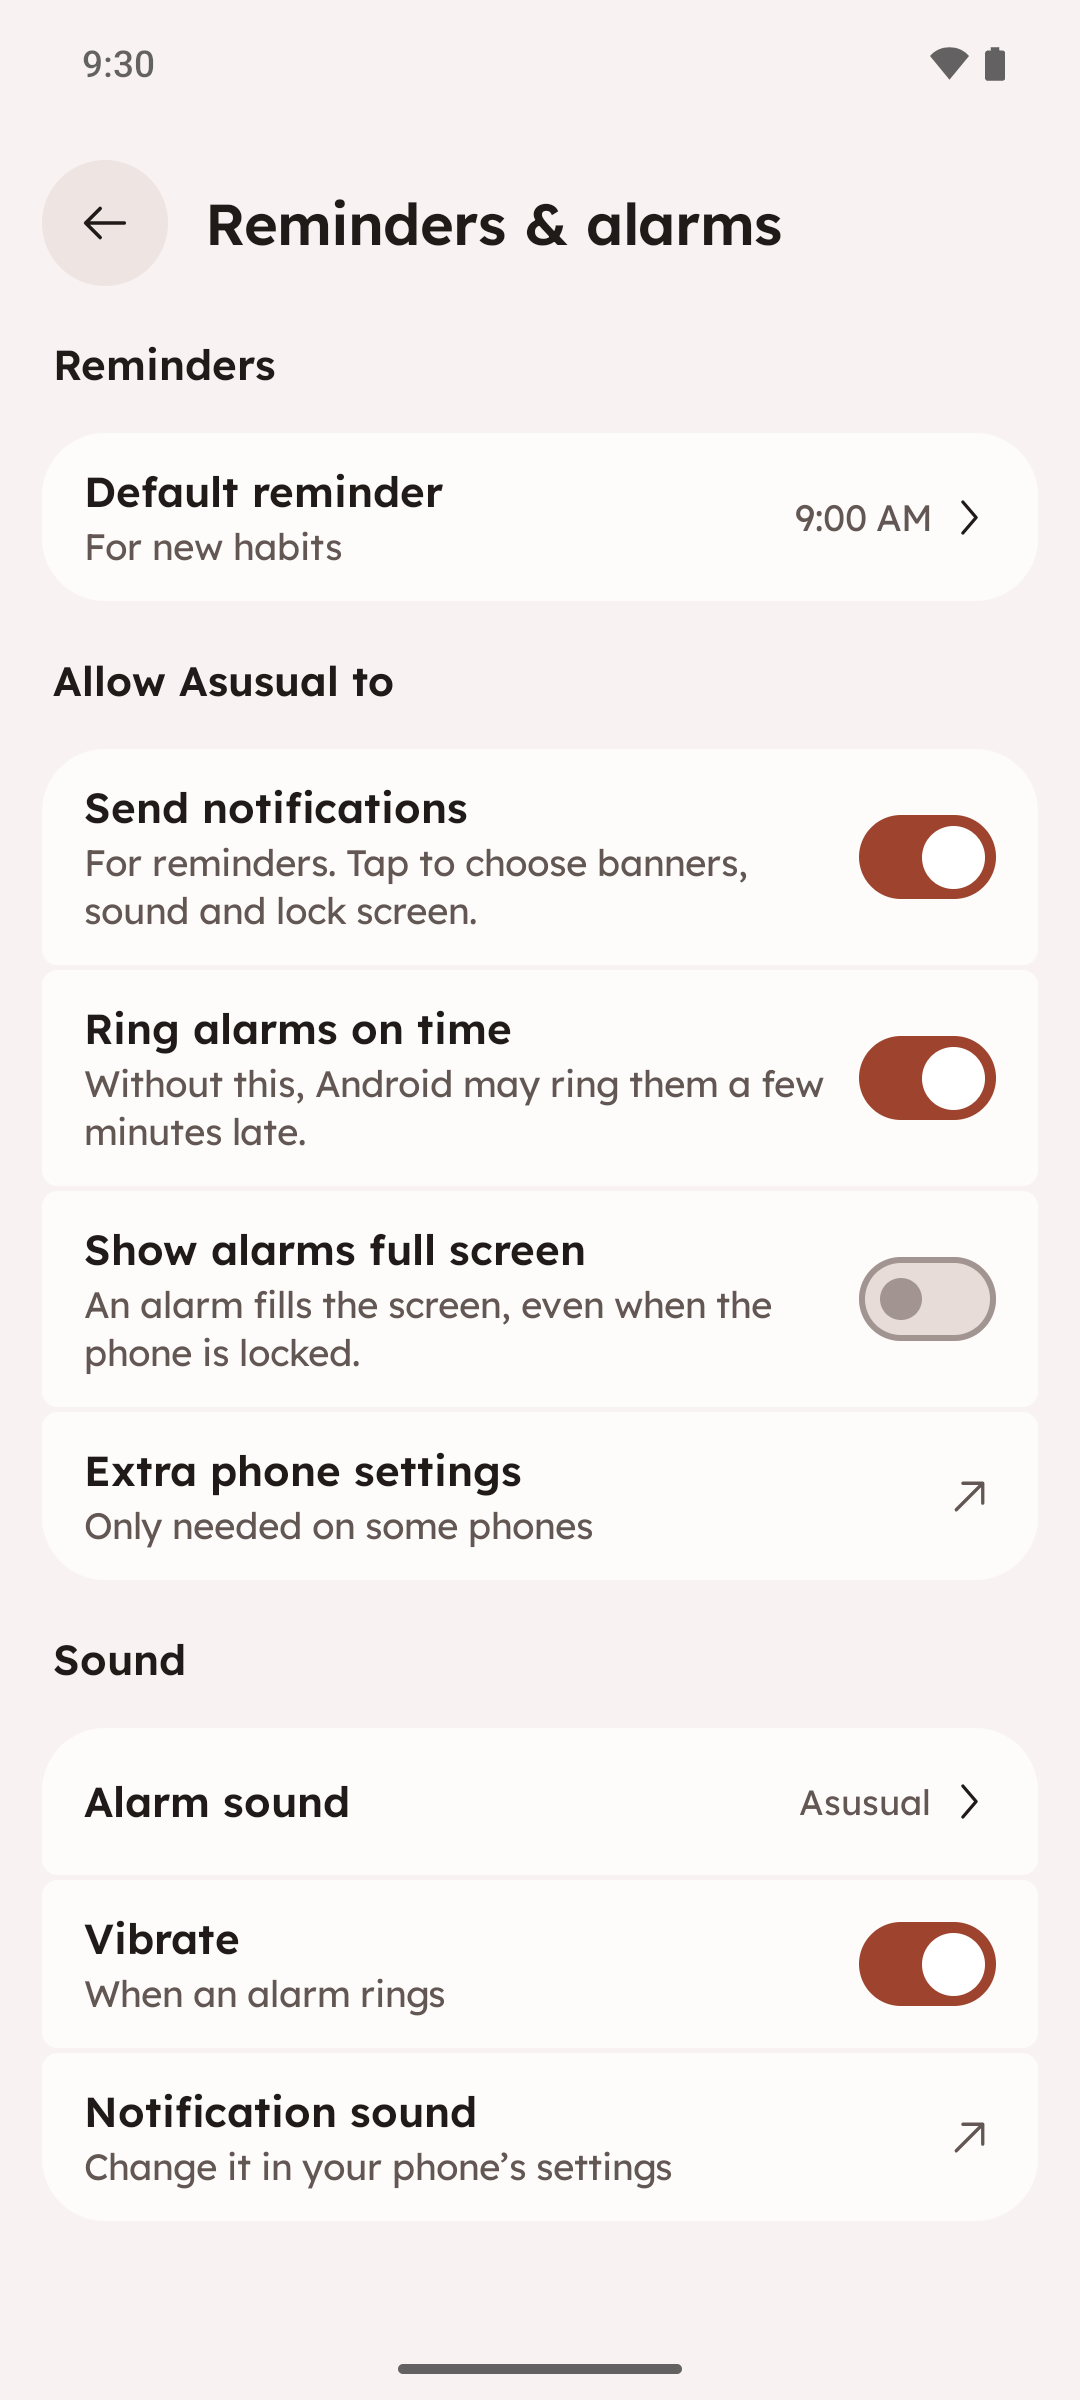 9:30
Reminders & alarms
Reminders
Default reminder
For new habits
9:00 AM
Allow Asusual to
Send notifications
For reminders. Tap to choose banners,
sound and lock screen.
Ring alarms on time
Without this, Android may ring them a few
minutes late.
Show alarms full screen
An alarm fills the screen, even when the
phone is locked.
Extra phone settings
Only needed on some phones
Sound
Alarm sound
Asusual
Vibrate
When an alarm rings
Notification sound
Change it in your phone’s settings